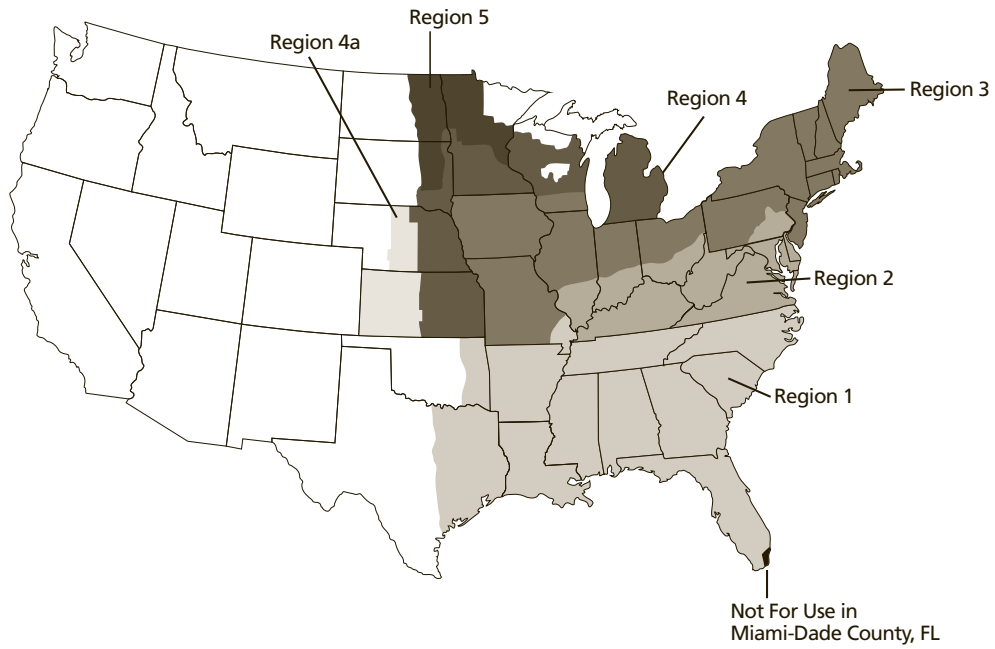 Region 5
Region 4a
Region 3
Region 4
Region 2
Region 1
Not For Use in
Miami-Dade County, FL